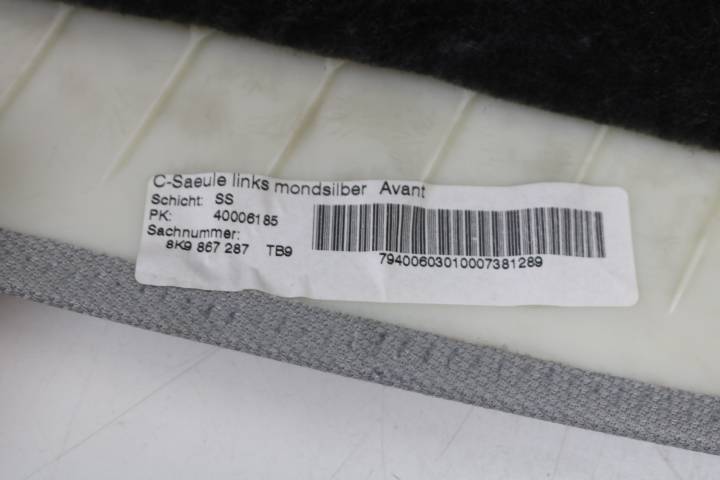 C-Saeule links mondsilber Avant
Schicht: SS
PK: 40006185
Sachnummer:
8K9 867 287 TB9
79400603010007381289